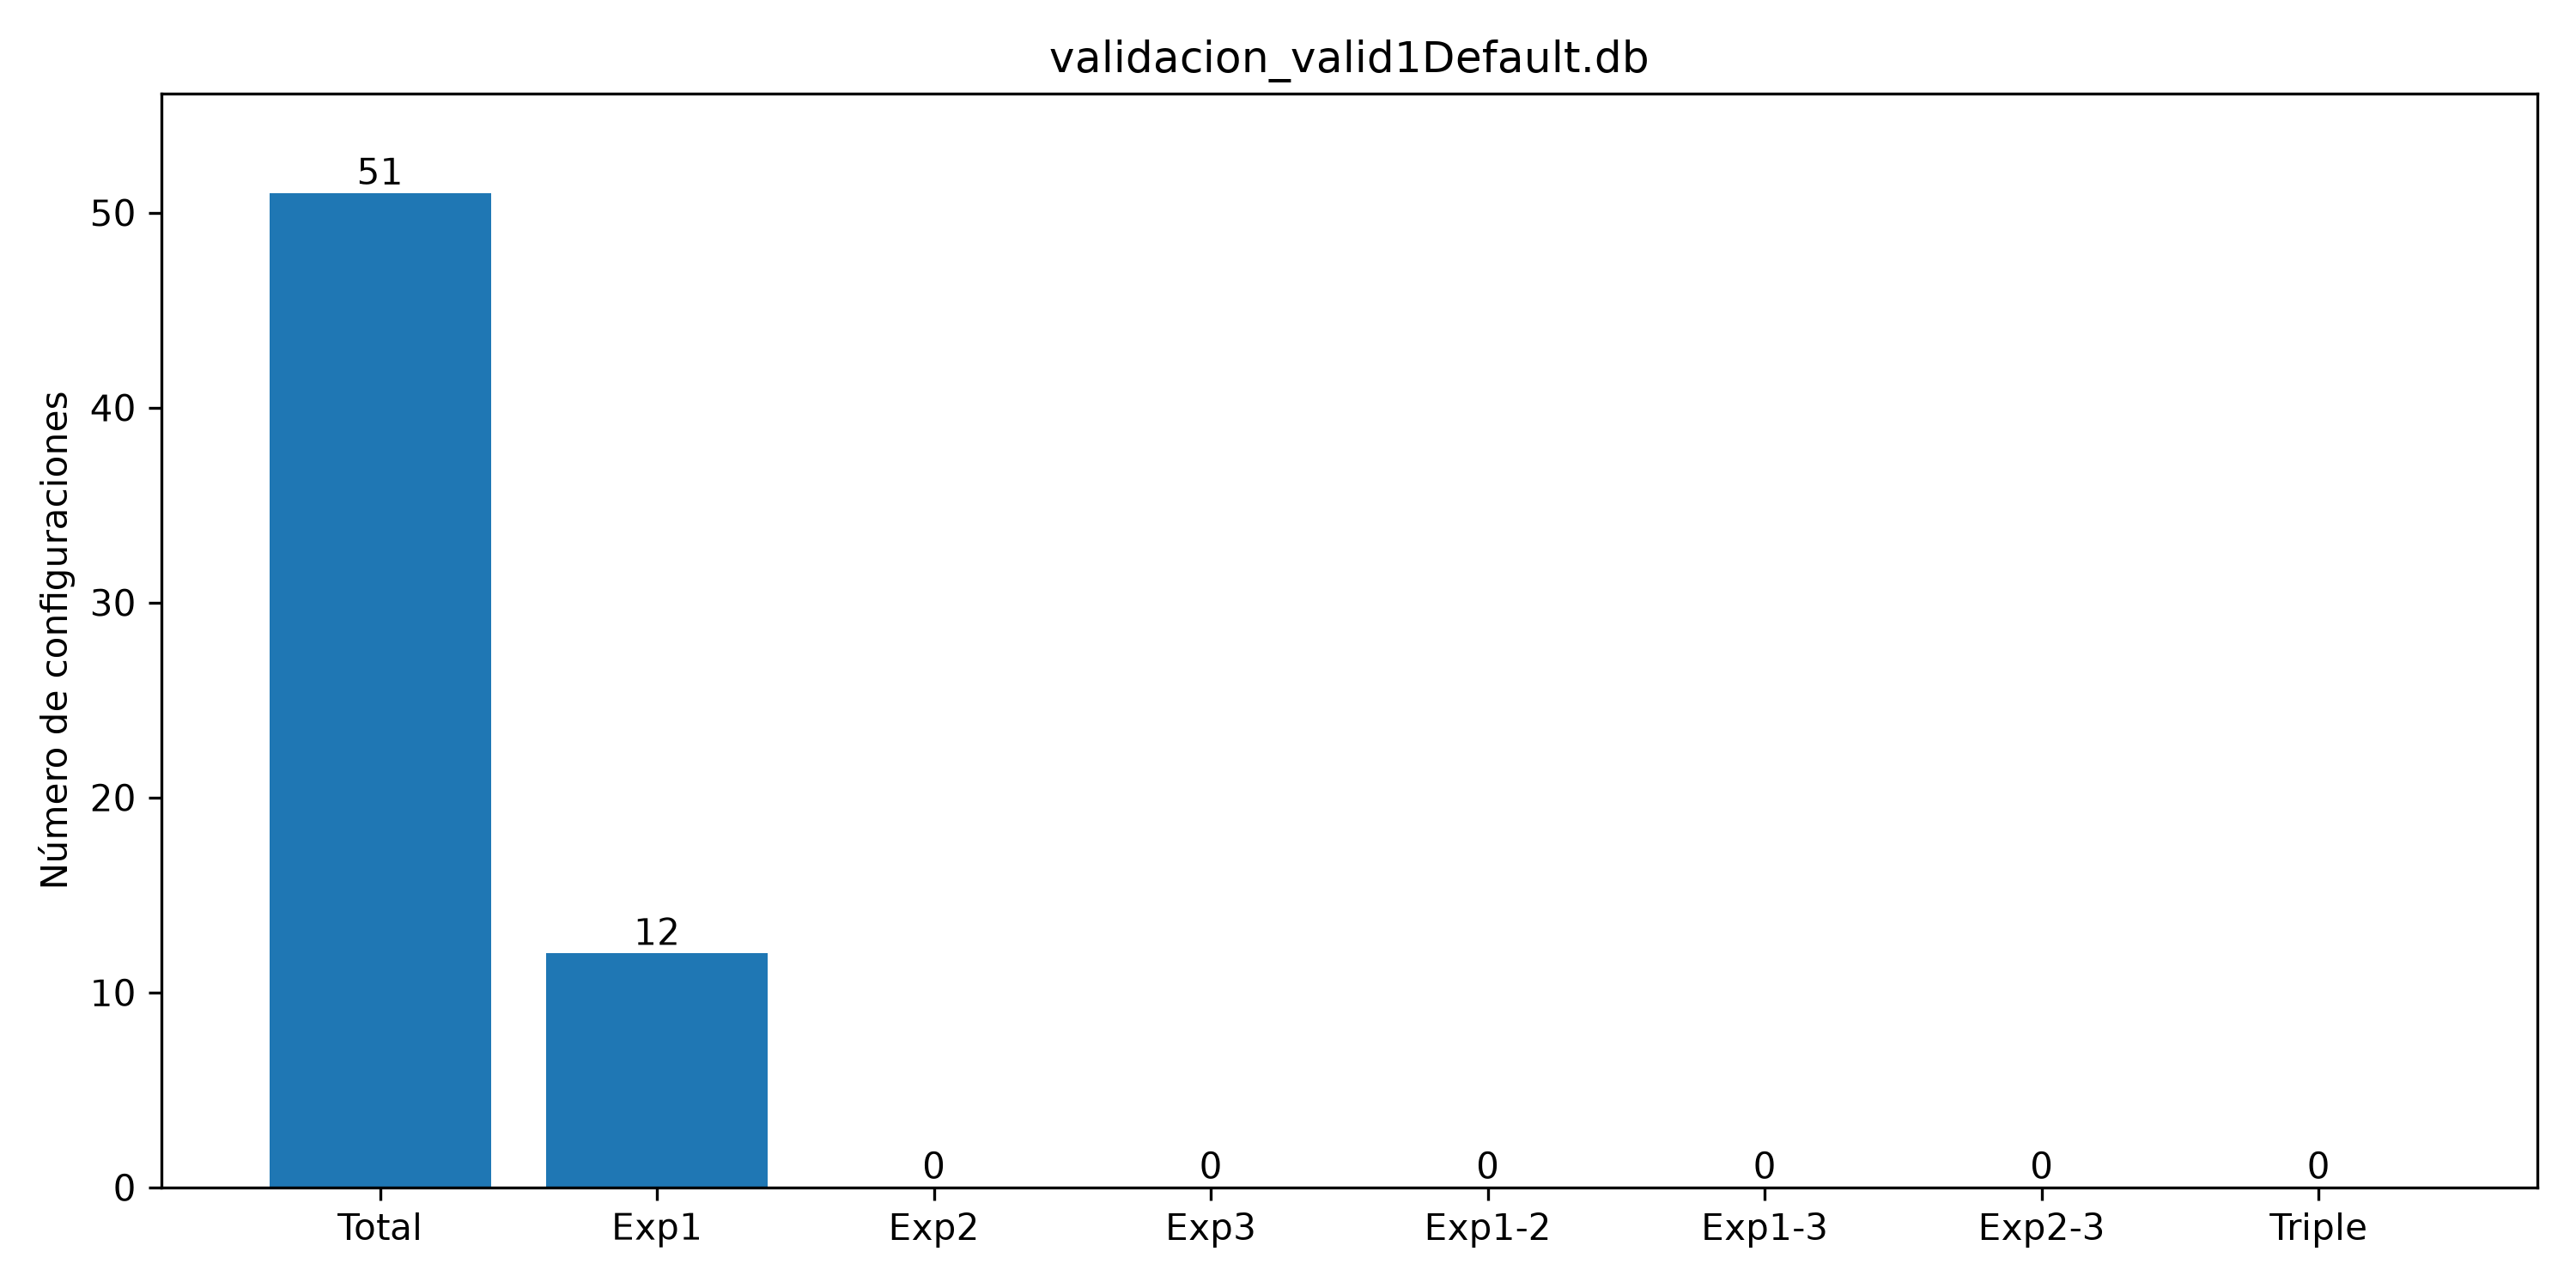 validacion_valid1Default.db
Número de configuraciones
50
40
30
20
10
0
51
12
0
0
0
0
0
0
Total
Exp1
Exp2
Exp3
Exp1-2
Exp1-3
Exp2-3
Triple